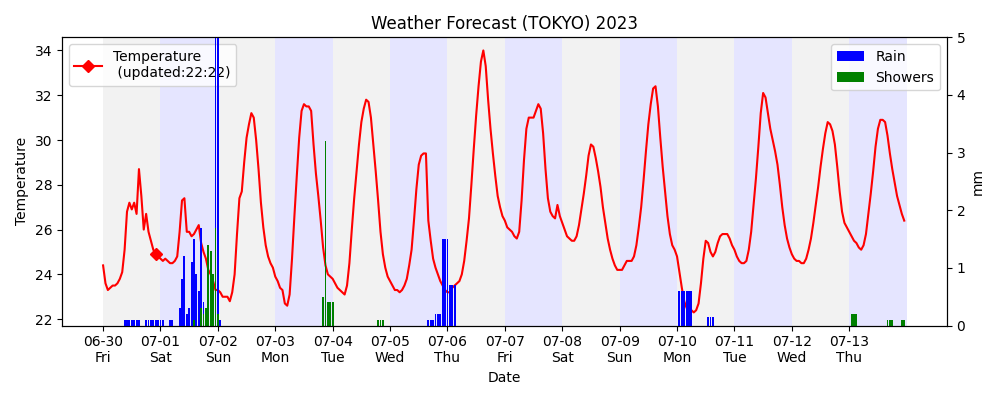 Weather Forecast (TOKYO) 2023
Temperature
(updated:22:22)
Rain
Showers
34
32
30
28
26
24
22
Temperature
5
4
3
2
1
0
mm
06-30 07-01 07-02 07-03 07-04 07-05 07-06 07-07 07-08 07-09 07-10 07-11 07-12 07-13
Fri Sat Sun Mon Tue Wed Thu Fri Sat Sun Mon Tue Wed Thu
Date